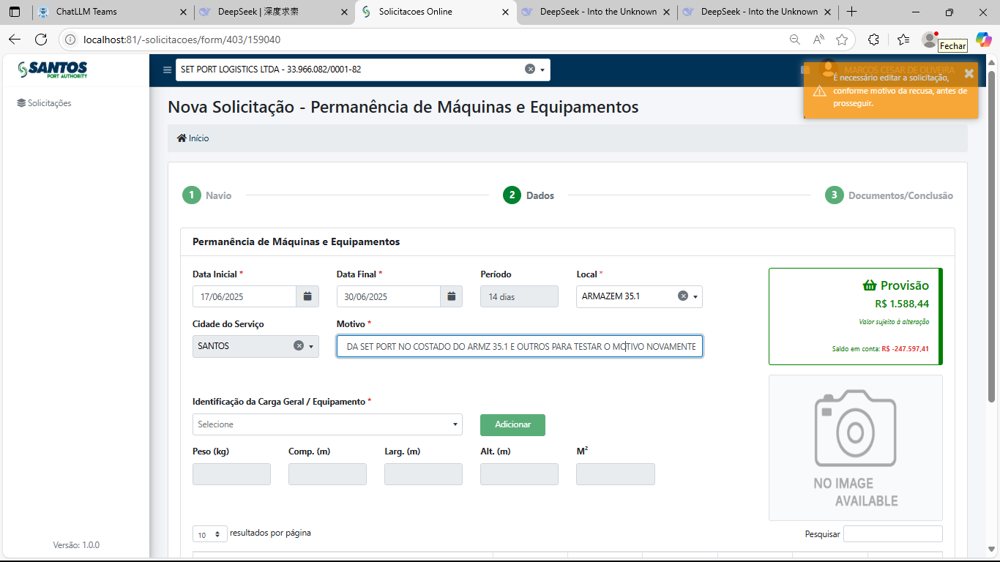 ChatLLM Teams
DeepSeek | 深度求索
Solicitacoes Online
DeepSeek - Into the Unknown
DeepSeek - Into the Unknown
localhost:81/-solicitacoes/form/403/159040
Fechar
SANTOS
PORT AUTHORITY
SET PORT LOGISTICS LTDA - 33.966.082/0001-82
MARCOS CESAR DE OLIVEIRA
É necessário editar a solicitação,
conforme motivo da recusa, antes de
prosseguir.
Solicitações
Nova Solicitação - Permanência de Máquinas e Equipamentos
Início
1 Navio
2 Dados
3 Documentos/Conclusão
Permanência de Máquinas e Equipamentos
Data Inicial * Data Final * Período Local *
17/06/2025 30/06/2025 14 dias ARMAZEM 35.1
Provisão
R$ 1.588,44
Valor sujeito à alteração
Saldo em conta: R$ -247.597,41
Cidade do Serviço Motivo *
SANTOS DA SET PORT NO COSTADO DO ARMZ 35.1 E OUTROS PARA TESTAR O MOTIVO NOVAMENTE
Identificação da Carga Geral / Equipamento *
Selecione Adicionar
Peso (kg) Comp. (m) Larg. (m) Alt. (m) M²
NO IMAGE
AVAILABLE
10 resultados por página
Pesquisar
Versão: 1.0.0